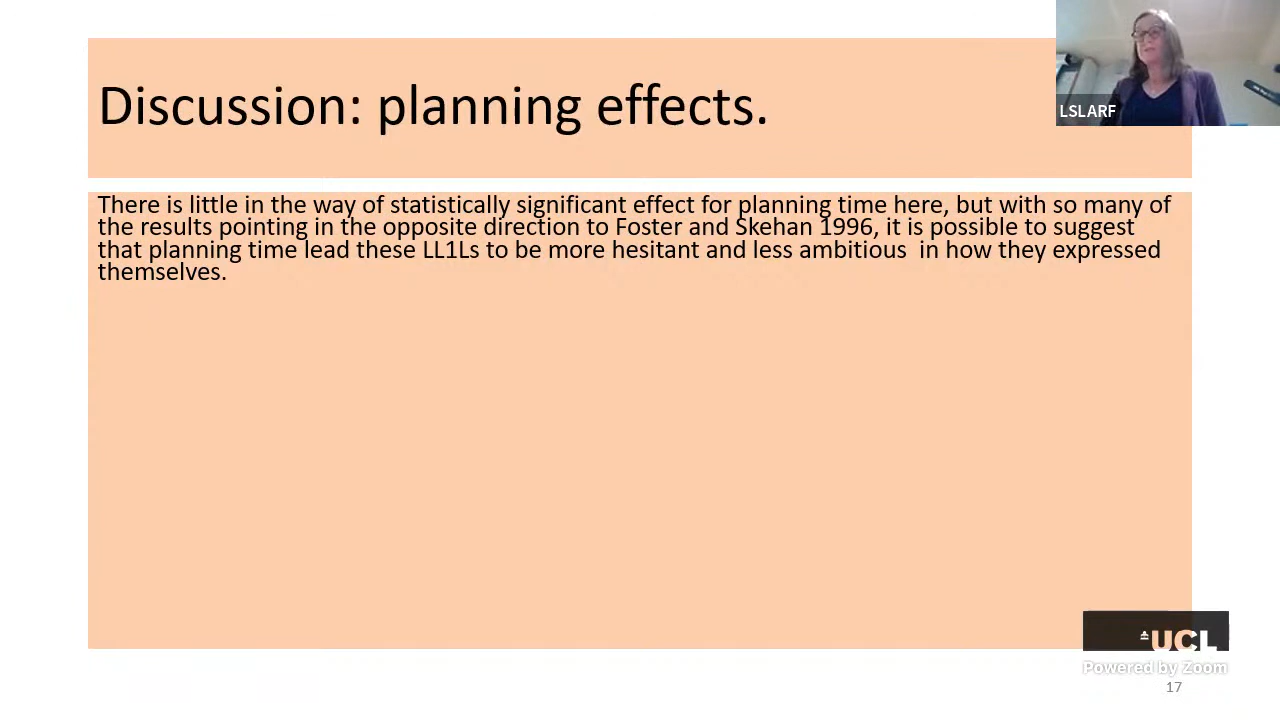 Discussion: planning effects.
LSLARF
There is little in the way of statistically significant effect for planning time here, but with so many of
the results pointing in the opposite direction to Foster and Skehan 1996, it is possible to suggest
that planning time lead these LL1Ls to be more hesitant and less ambitious  in how they expressed
themselves.
UCL
Powered by Zoom
17